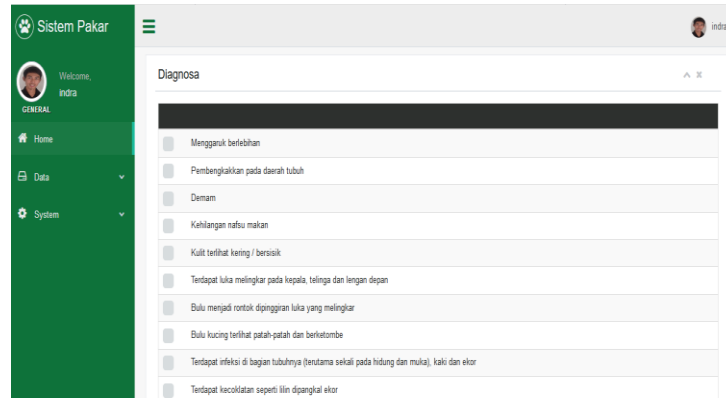 Sistem Pakar
indra
Welcome,
indra
GENERAL
Home
Data
System
Diagnosa
Menggaruk berlebihan
Pembengkakkan pada daerah tubuh
Demam
Kehilangan nafsu makan
Kulit terlihat kering / bersisik
Terdapat luka melingkar pada kepala, telinga dan lengan depan
Bulu menjadi rontok dipinggiran luka yang melingkar
Bulu kucing terlihat patah-patah dan berketombe
Terdapat infeksi di bagian tubuhnya (terutama sekali pada hidung dan muka), kaki dan ekor
Terdapat kecoklatan seperti lilin dipangkal ekor